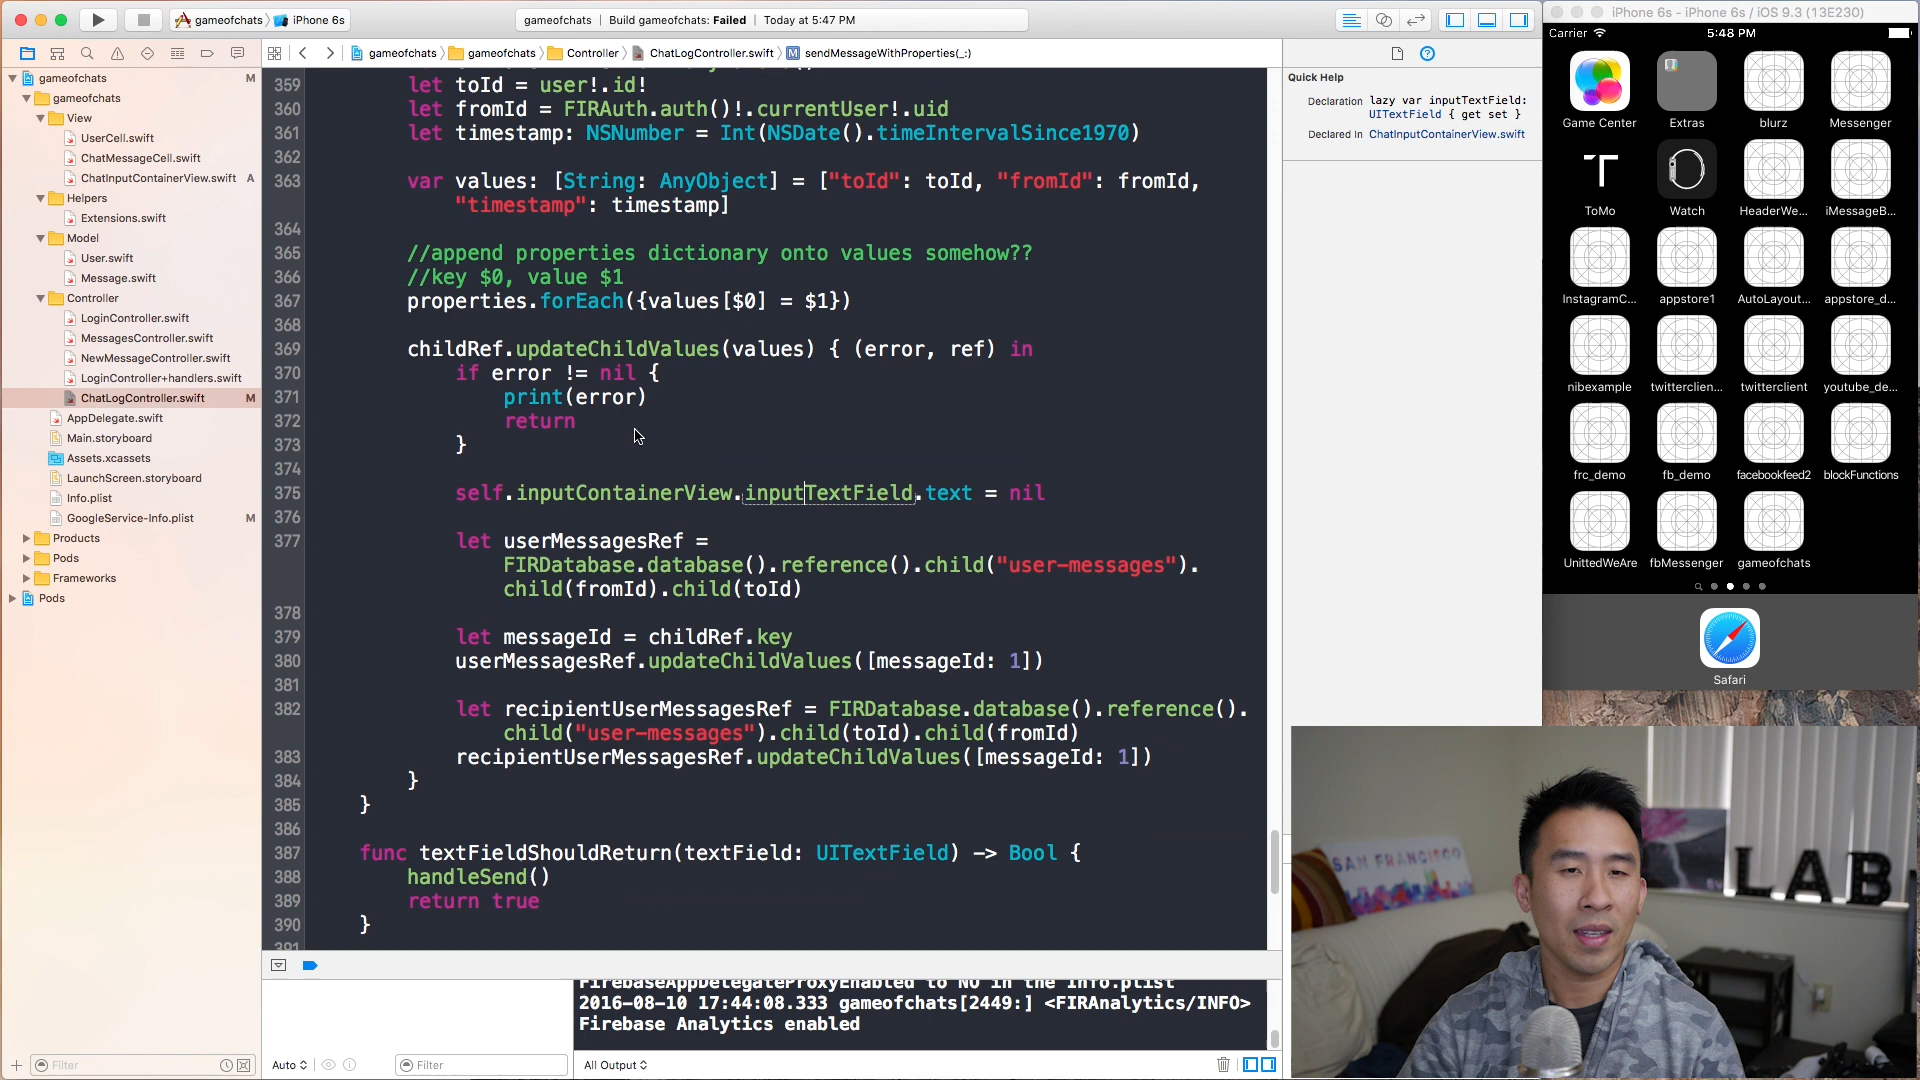 gameofchats 〉 iPhone 6s
gameofchats | Build gameofchats: Failed | Today at 5:47 PM
iPhone 6s - iPhone 6s / iOS 9.3 (13E230)
Carrier 5:48 PM
gameofchats 〉 gameofchats 〉 Controller 〉 ChatLogController.swift 〉 M sendMessageWithProperties(_:)
gameofchats M
gameofchats
View
UserCell.swift
ChatMessageCell.swift
ChatInputContainerView.swift A
Helpers
Extensions.swift
Model
User.swift
Message.swift
Controller
LoginController.swift
MessagesController.swift
NewMessageController.swift
LoginController+handlers.swift
ChatLogController.swift M
AppDelegate.swift
Main.storyboard
Assets.xcassets
LaunchScreen.storyboard
Info.plist
GoogleService-Info.plist M
Products
Pods
Frameworks
Pods
Filter
359 let toId = user!.id!
360 let fromId = FIRAuth.auth()!.currentUser!.uid
361 let timestamp: NSNumber = Int(NSDate().timeIntervalSince1970)
362
363 var values: [String: AnyObject] = ["toId": toId, "fromId": fromId,
"timestamp": timestamp]
364
365 //append properties dictionary onto values somehow??
366 //key $0, value $1
367 properties.forEach({values[$0] = $1})
368
369 childRef.updateChildValues(values) { (error, ref) in
370 if error != nil {
371 print(error)
372 return
373 }
374
375 self.inputContainerView.inputTextField.text = nil
376
377 let userMessagesRef =
FIRDatabase.database().reference().child("user-messages").
child(fromId).child(toId)
378
379 let messageId = childRef.key
380 userMessagesRef.updateChildValues([messageId: 1])
381
382 let recipientUserMessagesRef = FIRDatabase.database().reference().
child("user-messages").child(toId).child(fromId)
383 recipientUserMessagesRef.updateChildValues([messageId: 1])
384 }
385 }
386
387 func textFieldShouldReturn(textField: UITextField) -> Bool {
388 handleSend()
389 return true
390 }
391
FirebaseAppDelegateProxyEnabled to NO in the Info.plist
2016-08-10 17:44:08.333 gameofchats[2449:] <FIRAnalytics/INFO>
Firebase Analytics enabled
Auto
Filter
All Output
Quick Help
Declaration lazy var inputTextField:
UITextField { get set }
Declared In ChatInputContainerView.swift
Game Center Extras blurz Messenger
T
ToMo Watch HeaderWe... iMessageB...
InstagramC... appstore1 AutoLayout... appstore_d...
nibexample twitterclien... twitterclient youtube_de...
frc_demo fb_demo facebookfeed2 blockFunctions
UnittedWeAre fbMessenger gameofchats
Safari
SAN FRANCISCO
LAB